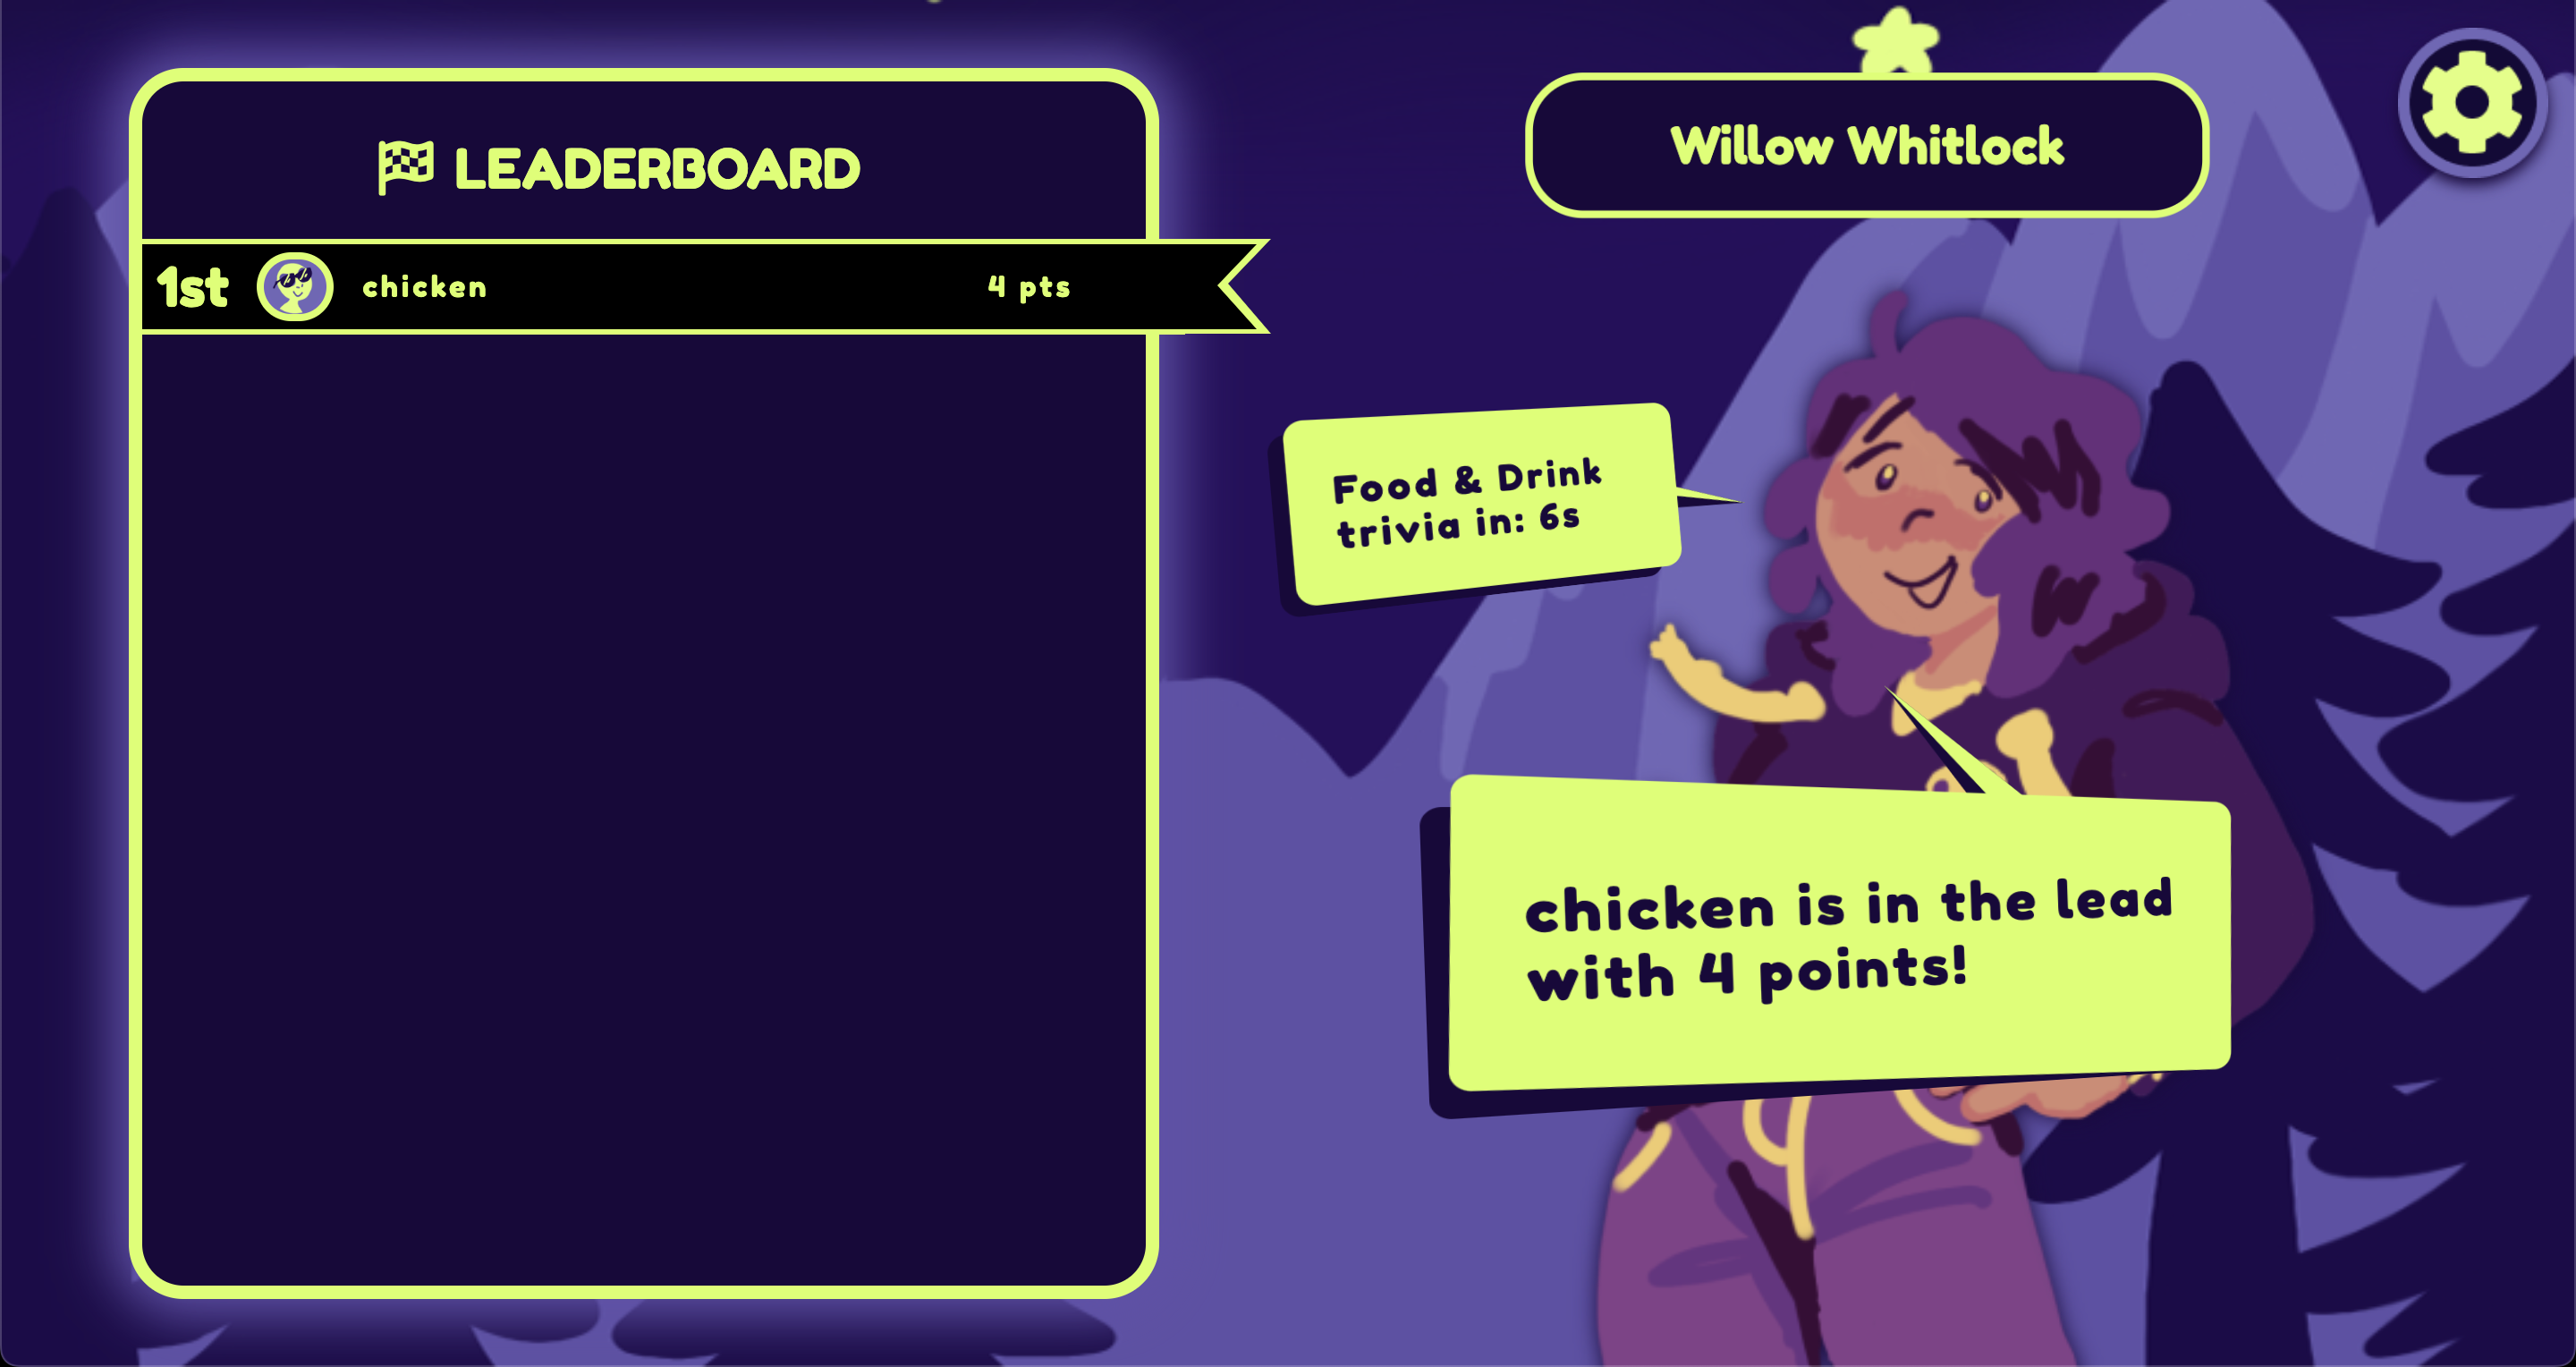 LEADERBOARD
1st chicken 4 pts
Willow Whitlock
Food & Drink
trivia in: 6s
chicken is in the lead
with 4 points!